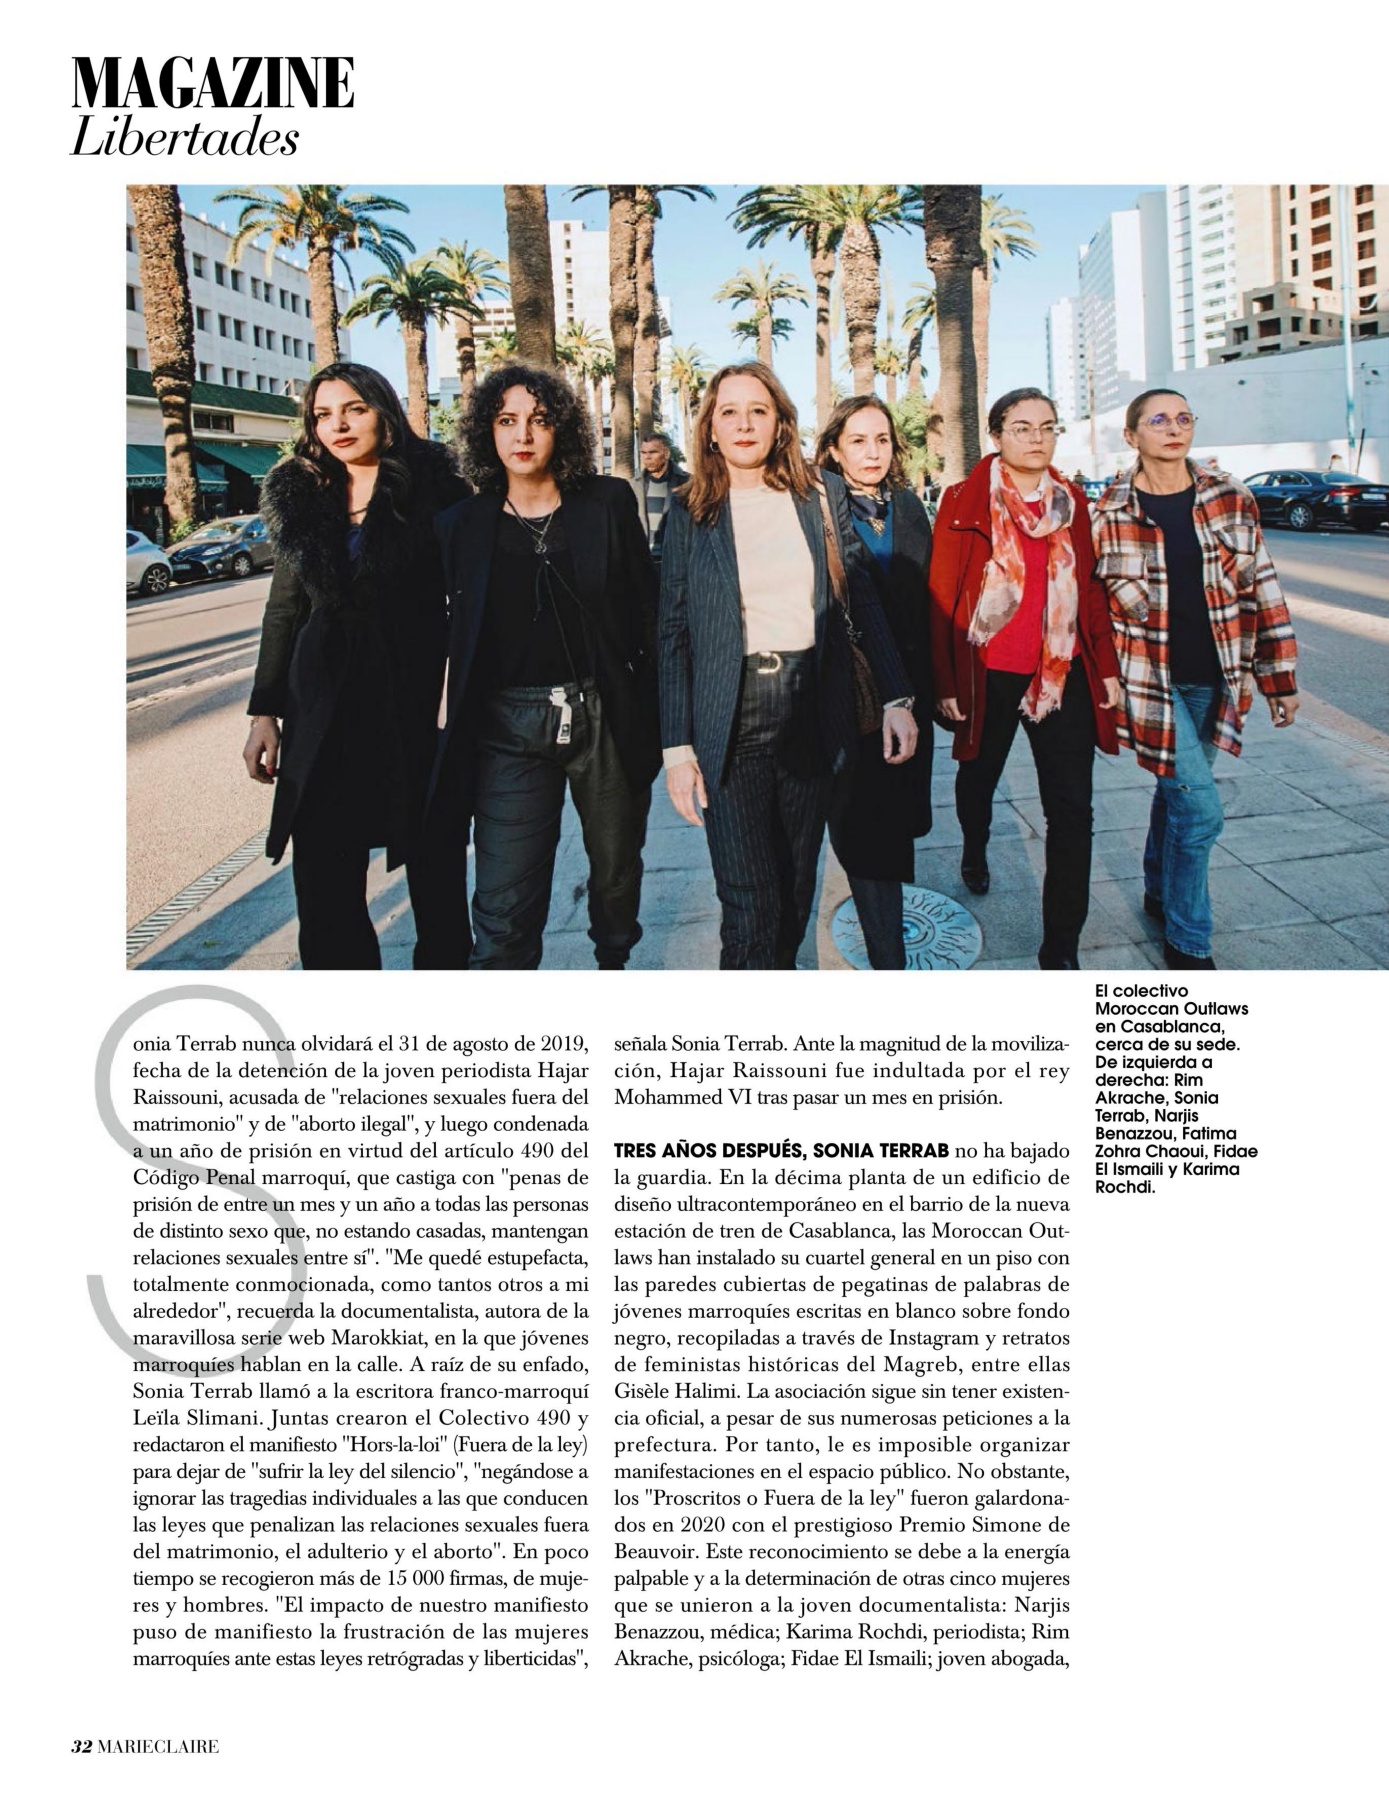 MAGAZINE
Libertades
El colectivo
Moroccan Outlaws
en Casablanca,
cerca de su sede.
De izquierda a
derecha: Rim
Akrache, Sonia
Terrab, Narjis
Benazzou, Fatima
Zohra Chaoui, Fidae
El Ismaili y Karima
Rochdi.
Sonia Terrab nunca olvidará el 31 de agosto de 2019,
fecha de la detención de la joven periodista Hajar
Raissouni, acusada de "relaciones sexuales fuera del
matrimonio" y de "aborto ilegal", y luego condenada
a un año de prisión en virtud del artículo 490 del
Código Penal marroquí, que castiga con "penas de
prisión de entre un mes y un año a todas las personas
de distinto sexo que, no estando casadas, mantengan
relaciones sexuales entre sí". "Me quedé estupefacta,
totalmente conmocionada, como tantos otros a mi
alrededor", recuerda la documentalista, autora de la
maravillosa serie web Marokkiat, en la que jóvenes
marroquíes hablan en la calle. A raíz de su enfado,
Sonia Terrab llamó a la escritora franco-marroquí
Leïla Slimani. Juntas crearon el Colectivo 490 y
redactaron el manifiesto "Hors-la-loi" (Fuera de la ley)
para dejar de "sufrir la ley del silencio", "negándose a
ignorar las tragedias individuales a las que conducen
las leyes que penalizan las relaciones sexuales fuera
del matrimonio, el adulterio y el aborto". En poco
tiempo se recogieron más de 15 000 firmas, de muje-
res y hombres. "El impacto de nuestro manifiesto
puso de manifiesto la frustración de las mujeres
marroquíes ante estas leyes retrógradas y liberticidas",
señala Sonia Terrab. Ante la magnitud de la moviliza-
ción, Hajar Raissouni fue indultada por el rey
Mohammed VI tras pasar un mes en prisión.
TRES AÑOS DESPUÉS, SONIA TERRAB no ha bajado
la guardia. En la décima planta de un edificio de
diseño ultracontemporáneo en el barrio de la nueva
estación de tren de Casablanca, las Moroccan Out-
laws han instalado su cuartel general en un piso con
las paredes cubiertas de pegatinas de palabras de
jóvenes marroquíes escritas en blanco sobre fondo
negro, recopiladas a través de Instagram y retratos
de feministas históricas del Magreb, entre ellas
Gisèle Halimi. La asociación sigue sin tener existen-
cia oficial, a pesar de sus numerosas peticiones a la
prefectura. Por tanto, le es imposible organizar
manifestaciones en el espacio público. No obstante,
los "Proscritos o Fuera de la ley" fueron galardona-
dos en 2020 con el prestigioso Premio Simone de
Beauvoir. Este reconocimiento se debe a la energía
palpable y a la determinación de otras cinco mujeres
que se unieron a la joven documentalista: Narjis
Benazzou, médica; Karima Rochdi, periodista; Rim
Akrache, psicóloga; Fidae El Ismaili; joven abogada,
32 MARIECLAIRE